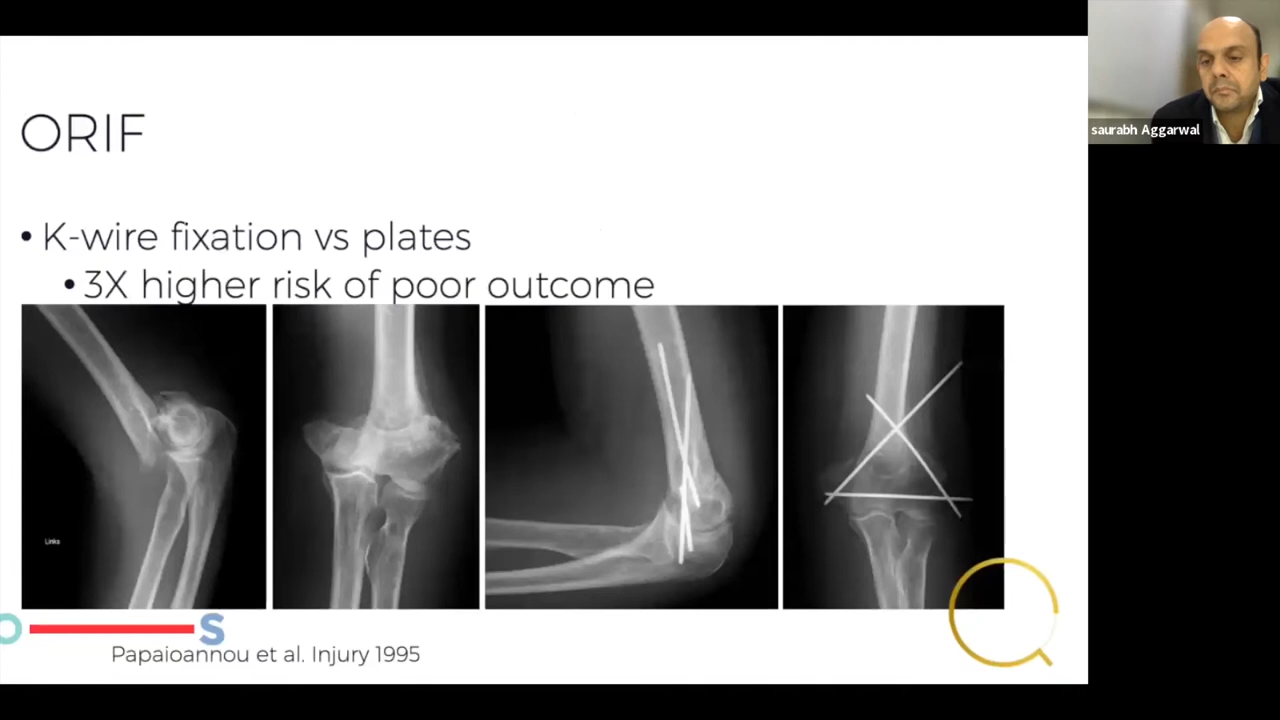 ORIF
• K-wire fixation vs plates
• 3X higher risk of poor outcome
Links
Papaioannou et al. Injury 1995
O S
saurabh Aggarwal